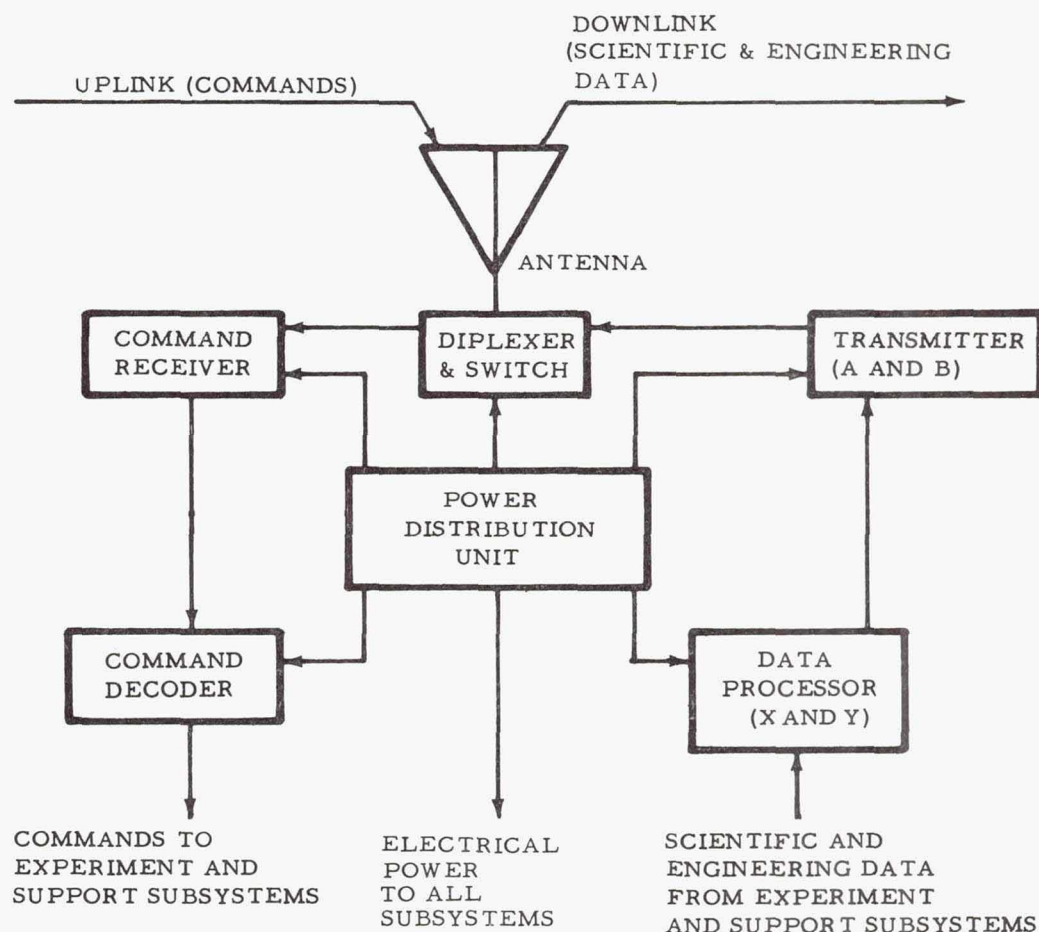 DOWNLINK
(SCIENTIFIC & ENGINEERING
DATA)
UPLINK (COMMANDS)
ANTENNA
COMMAND
RECEIVER
DIPLEXER
& SWITCH
TRANSMITTER
(A AND B)
POWER
DISTRIBUTION
UNIT
COMMAND
DECODER
DATA
PROCESSOR
(X AND Y)
COMMANDS TO
EXPERIMENT AND
SUPPORT SUBSYSTEMS
ELECTRICAL
POWER
TO ALL
SUBSYSTEMS
SCIENTIFIC AND
ENGINEERING DATA
FROM EXPERIMENT
AND SUPPORT SUBSYSTEMS